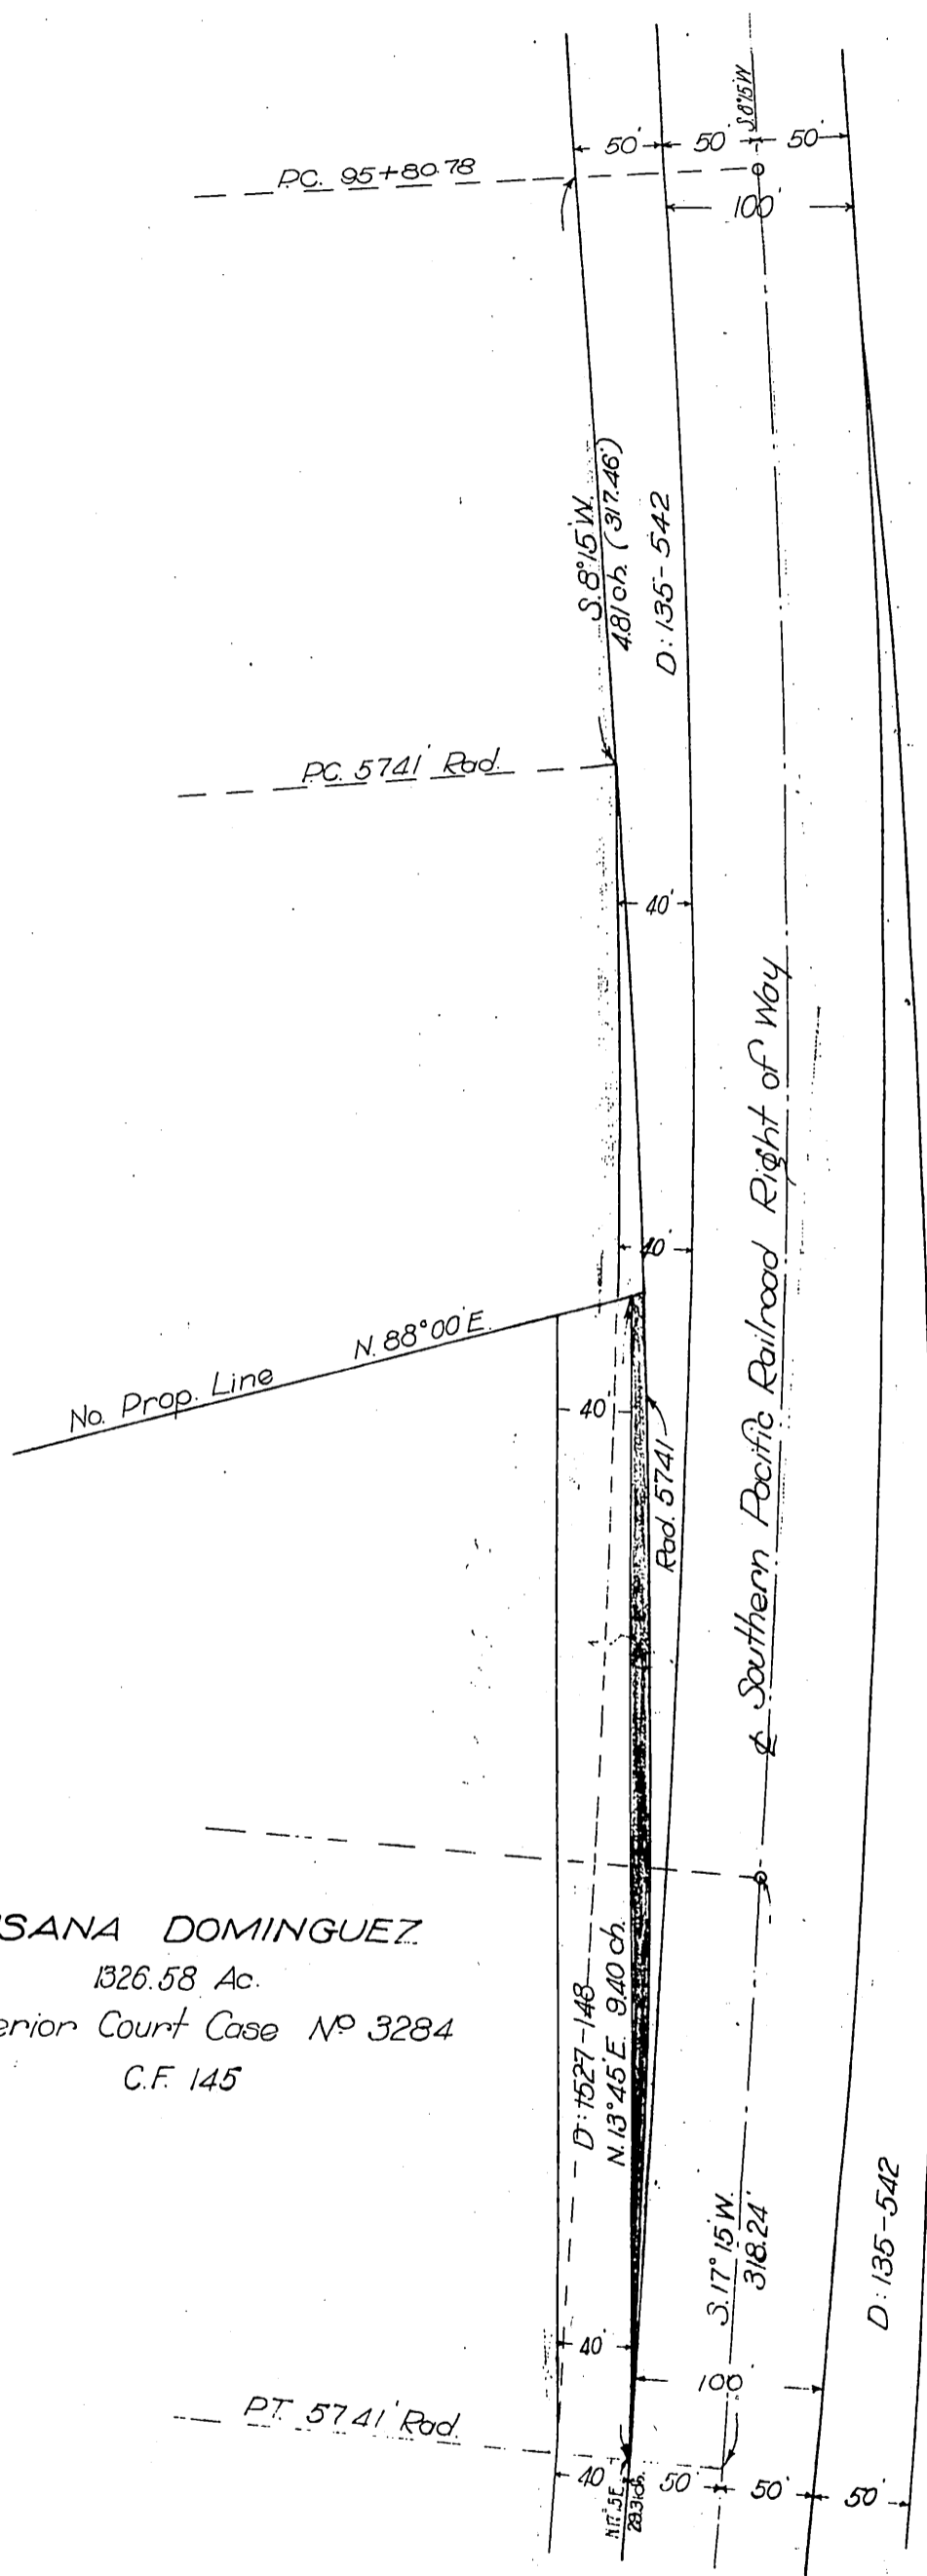 S.8°15'W
50' 50' 50'
P.C. 95+80.78
100'
S.8°15'W.
4.81ch. (317.46')
D:135-542
P.C. 5741' Rad.
40'
Southern Pacific Railroad Right of Way
40'
N.88°00'E.
No. Prop. Line
40'
Rad. 5741
SANA DOMINGUEZ
1326.58 Ac.
erior Court Case Nº 3284
C.F. 145
D:1527-148
N.13°45'E. 9.40 ch.
S.17°15'W.
318.24'
D:135-542
40'
100'
P.T. 5741' Rad.
40' 50' 50' 50'
29.31ch.